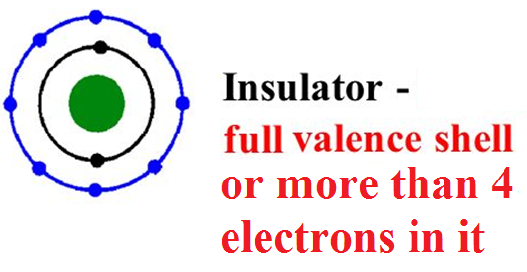 Insulator -
full valence shell
or more than 4
electrons in it